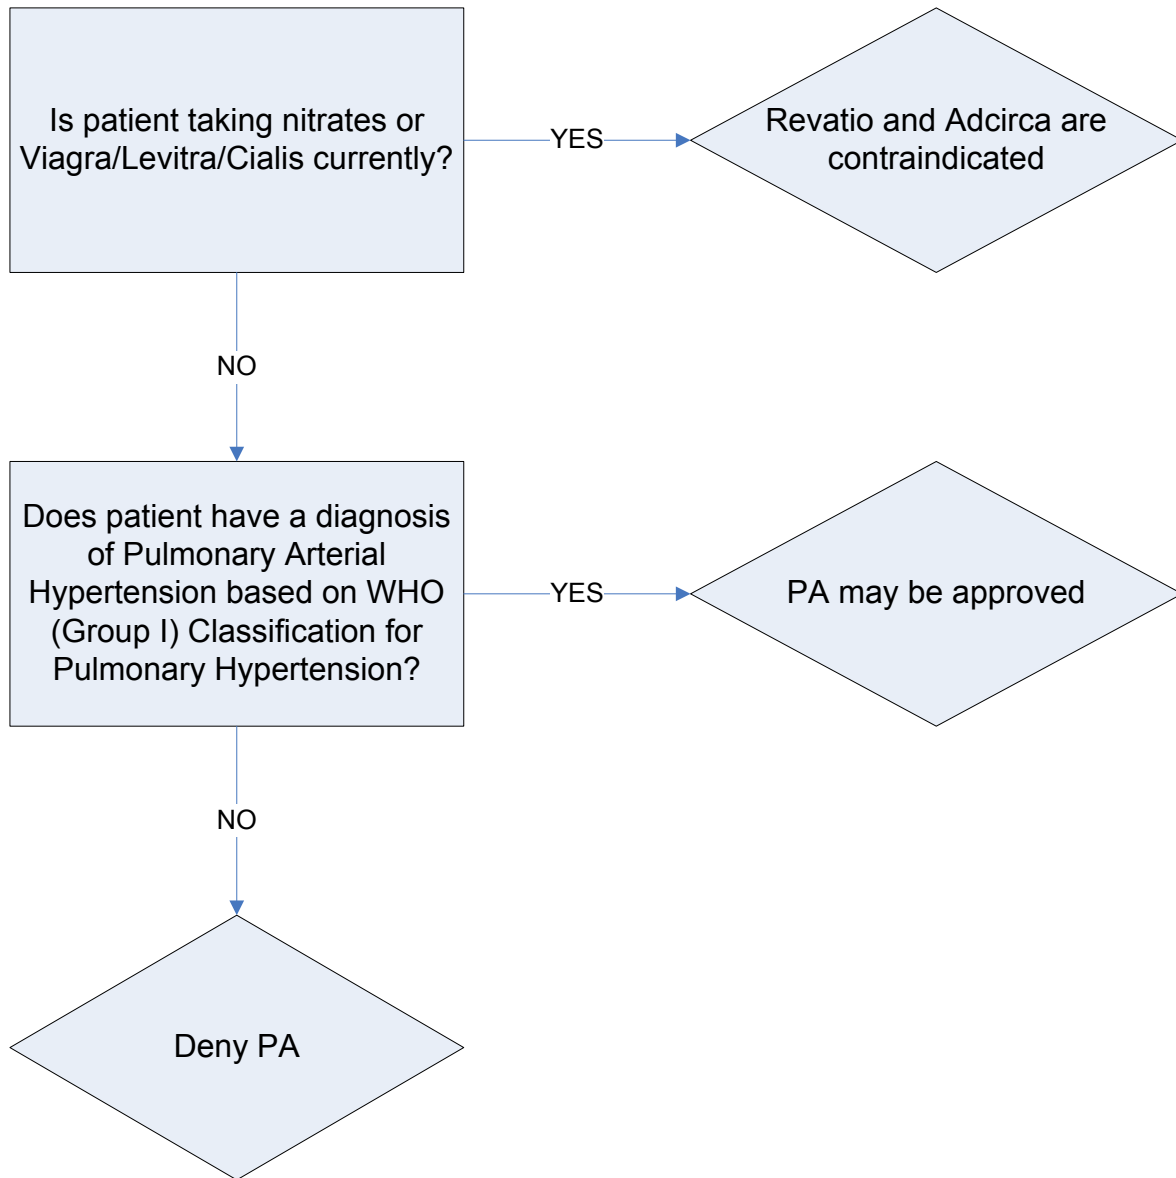 Is patient taking nitrates or
Viagra/Levitra/Cialis currently?
YES
Revatio and Adcirca are
contraindicated
NO
Does patient have a diagnosis
of Pulmonary Arterial
Hypertension based on WHO
(Group I) Classification for
Pulmonary Hypertension?
YES
PA may be approved
NO
Deny PA